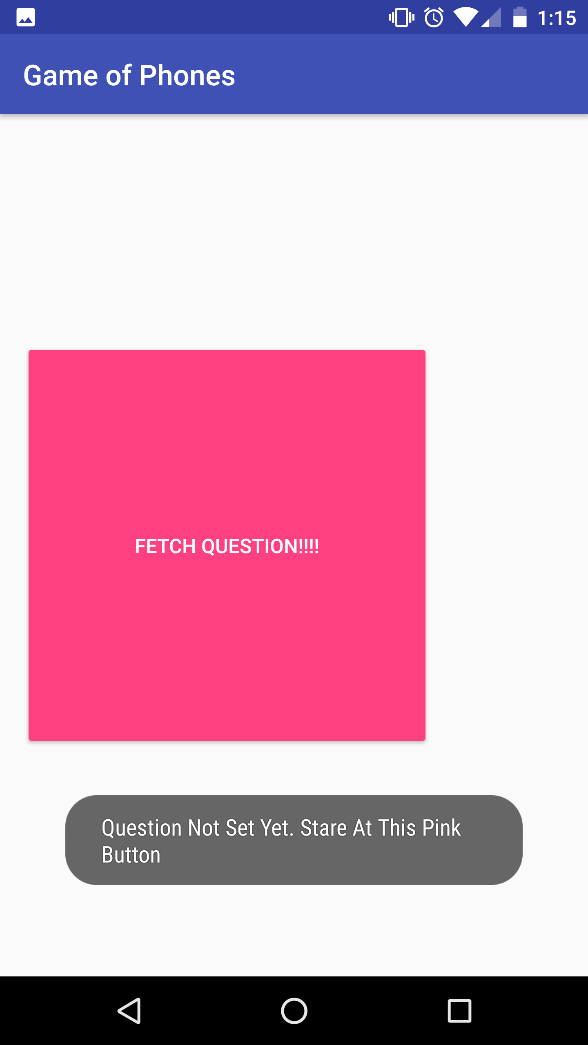 1:15
Game of Phones
FETCH QUESTION!!!!
Question Not Set Yet. Stare At This Pink
Button